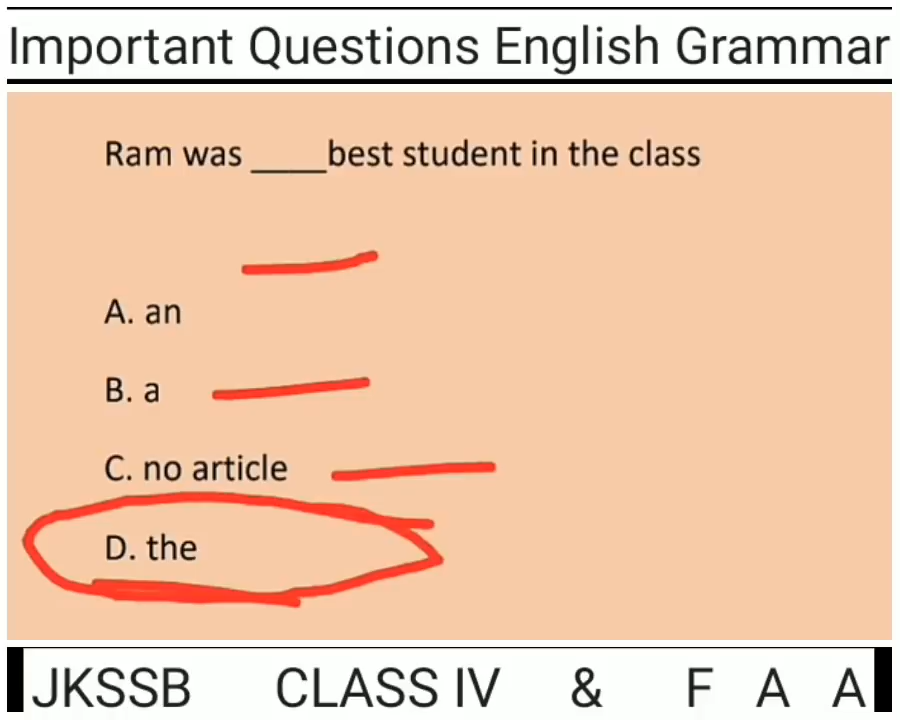 Important Questions English Grammar
Ram was ____best student in the class
A. an
B. a
C. no article
D. the
JKSSB CLASS IV & F A A